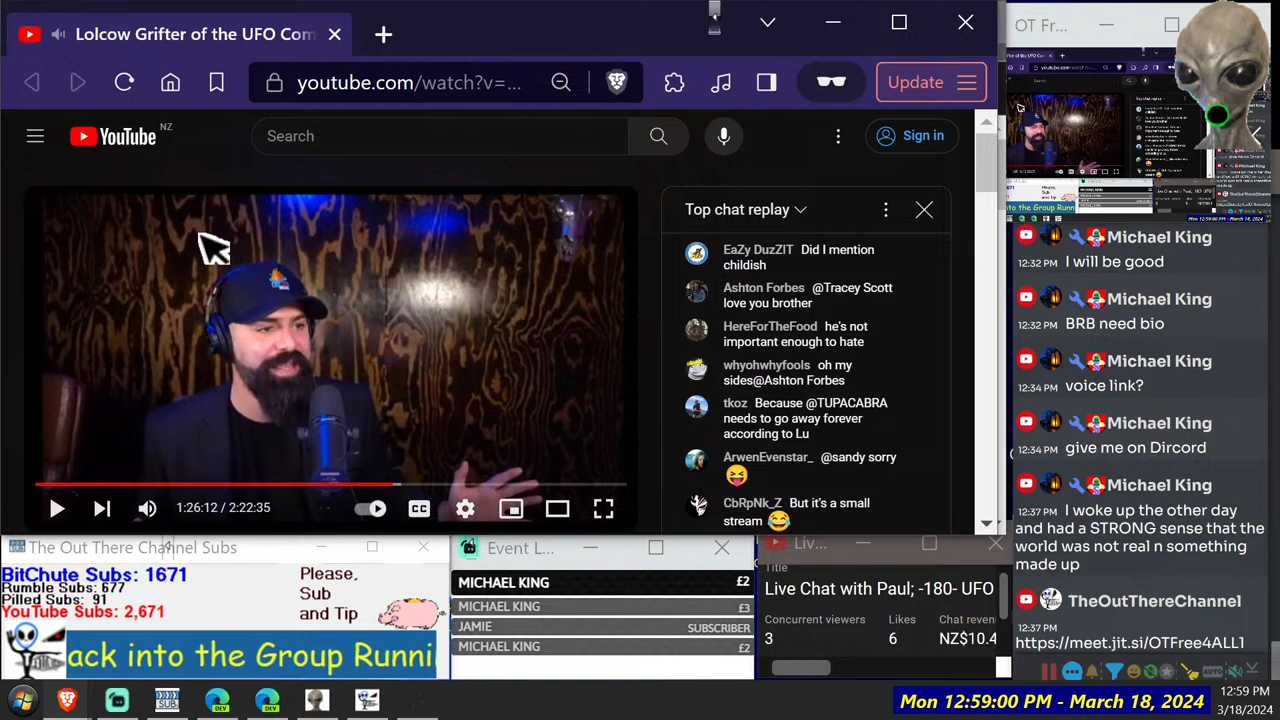 Lolcow Grifter of the UFO Com
youtube.com/watch?v=...
Update
YouTube NZ
Search
Sign in
Top chat replay
EaZy DuzZIT Did I mention
childish
Ashton Forbes @Tracey Scott
love you brother
HereForTheFood he's not
important enough to hate
whyohwhyfools oh my
sides@Ashton Forbes
tkoz Because @TUPACABRA
needs to go away forever
according to Lu
ArwenEvenstar_ @sandy sorry
CbRpNk_Z But it's a small
stream
1:26:12 / 2:22:35
CC
OT Fr...
Michael King
12:32 PM I will be good
Michael King
12:32 PM BRB need bio
Michael King
12:34 PM voice link?
Michael King
12:34 PM give me on Dircord
Michael King
12:37 PM I woke up the other day
and had a STRONG sense that the
world was not real n something
made up
TheOutThereChannel
12:37 PM
https://meet.jit.si/OTFree4ALL1
AUTO
The Out There Channel Subs
BitChute Subs: 1671
Rumble Subs: 677
Pilled Subs: 91
YouTube Subs: 2,671
Please,
Sub
and Tip
ack into the Group Runni
Event L...
MICHAEL KING £2
MICHAEL KING £3
JAMIE SUBSCRIBER
MICHAEL KING £2
Liv...
Title
Live Chat with Paul; -180- UFO
Concurrent viewers Likes Chat reven
3 6 NZ$10.4
SUB
DEV
DEV
Mon 12:59:00 PM - March 18, 2024
12:59 PM
3/18/2024